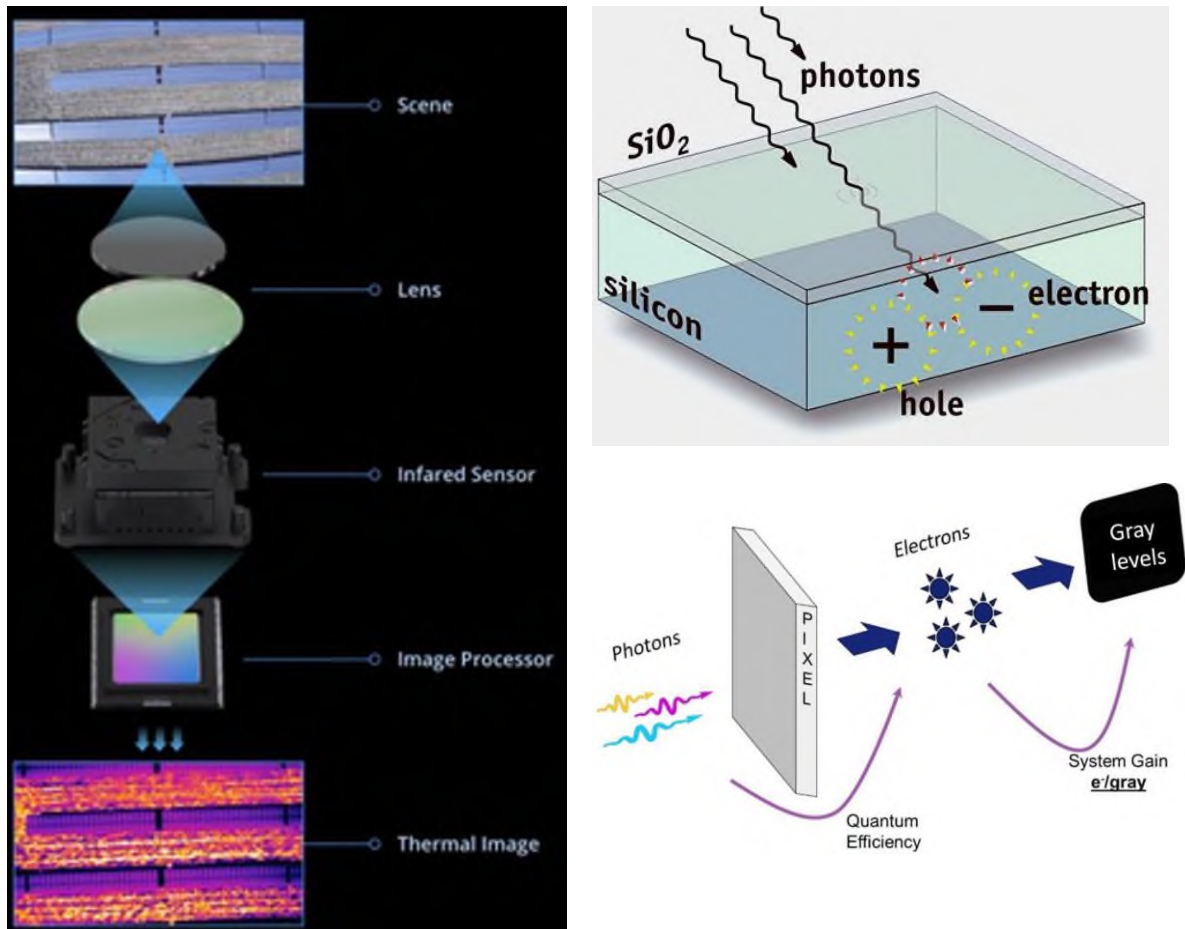 Scene
Lens
Infared Sensor
Image Processor
Thermal Image
photons
SiO₂
silicon
electron
hole
Photons
PIXEL
Electrons
Gray
levels
Quantum
Efficiency
System Gain
e⁻/gray